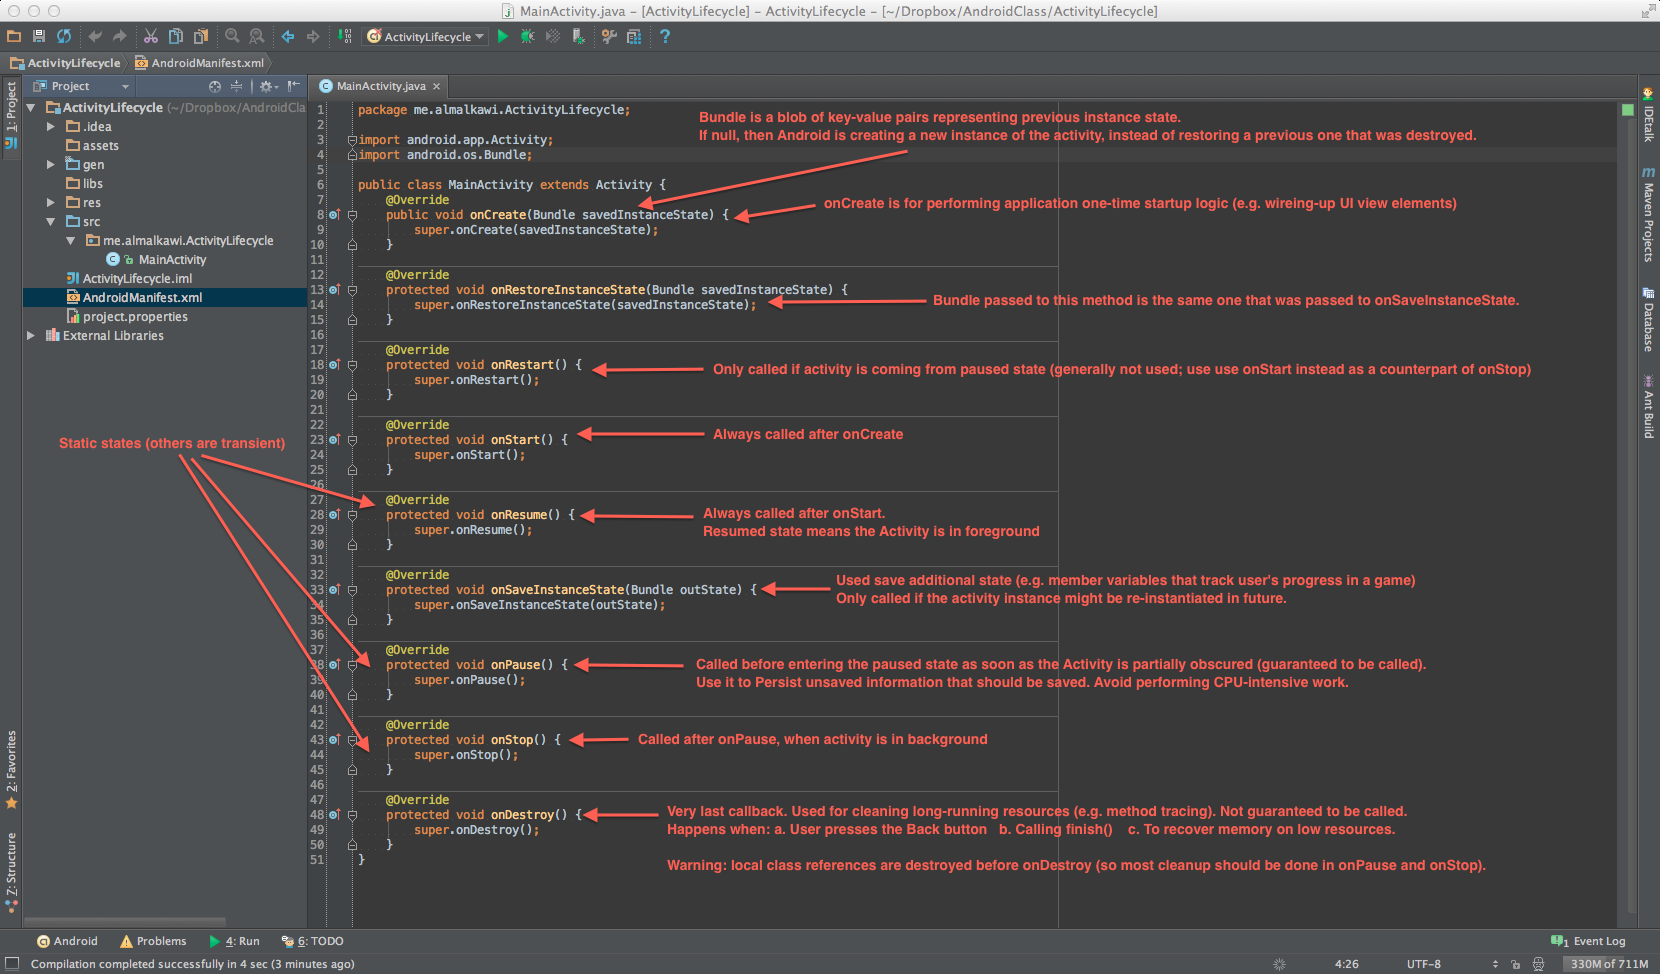 MainActivity.java – [ActivityLifecycle] – ActivityLifecycle – [~/Dropbox/AndroidClass/ActivityLifecycle]
ActivityLifecycle
ActivityLifecycle
AndroidManifest.xml
1: Project
Project
ActivityLifecycle (~/Dropbox/AndroidCla
.idea
assets
gen
libs
res
src
me.almalkawi.ActivityLifecycle
MainActivity
ActivityLifecycle.iml
AndroidManifest.xml
project.properties
External Libraries
2: Favorites
7: Structure
MainActivity.java
1 package me.almalkawi.ActivityLifecycle;
2
3 import android.app.Activity;
4 import android.os.Bundle;
5
6 public class MainActivity extends Activity {
7 @Override
8 public void onCreate(Bundle savedInstanceState) {
9 super.onCreate(savedInstanceState);
10 }
11
12 @Override
13 protected void onRestoreInstanceState(Bundle savedInstanceState) {
14 super.onRestoreInstanceState(savedInstanceState);
15 }
16
17 @Override
18 protected void onRestart() {
19 super.onRestart();
20 }
21
22 @Override
23 protected void onStart() {
24 super.onStart();
25 }
26
27 @Override
28 protected void onResume() {
29 super.onResume();
30 }
31
32 @Override
33 protected void onSaveInstanceState(Bundle outState) {
34 super.onSaveInstanceState(outState);
35 }
36
37 @Override
38 protected void onPause() {
39 super.onPause();
40 }
41
42 @Override
43 protected void onStop() {
44 super.onStop();
45 }
46
47 @Override
48 protected void onDestroy() {
49 super.onDestroy();
50 }
51 }
Bundle is a blob of key-value pairs representing previous instance state.
If null, then Android is creating a new instance of the activity, instead of restoring a previous one that was destroyed.
onCreate is for performing application one-time startup logic (e.g. wireing-up UI view elements)
Bundle passed to this method is the same one that was passed to onSaveInstanceState.
Only called if activity is coming from paused state (generally not used; use use onStart instead as a counterpart of onStop)
Static states (others are transient)
Always called after onCreate
Always called after onStart.
Resumed state means the Activity is in foreground
Used save additional state (e.g. member variables that track user's progress in a game)
Only called if the activity instance might be re-instantiated in future.
Called before entering the paused state as soon as the Activity is partially obscured (guaranteed to be called).
Use it to Persist unsaved information that should be saved. Avoid performing CPU-intensive work.
Called after onPause, when activity is in background
Very last callback. Used for cleaning long-running resources (e.g. method tracing). Not guaranteed to be called.
Happens when: a. User presses the Back button b. Calling finish() c. To recover memory on low resources.
Warning: local class references are destroyed before onDestroy (so most cleanup should be done in onPause and onStop).
IDEtalk
Maven Projects
Database
Ant Build
Android
Problems
4: Run
6: TODO
1 Event Log
Compilation completed successfully in 4 sec (3 minutes ago)
4:26
UTF-8
330M of 711M